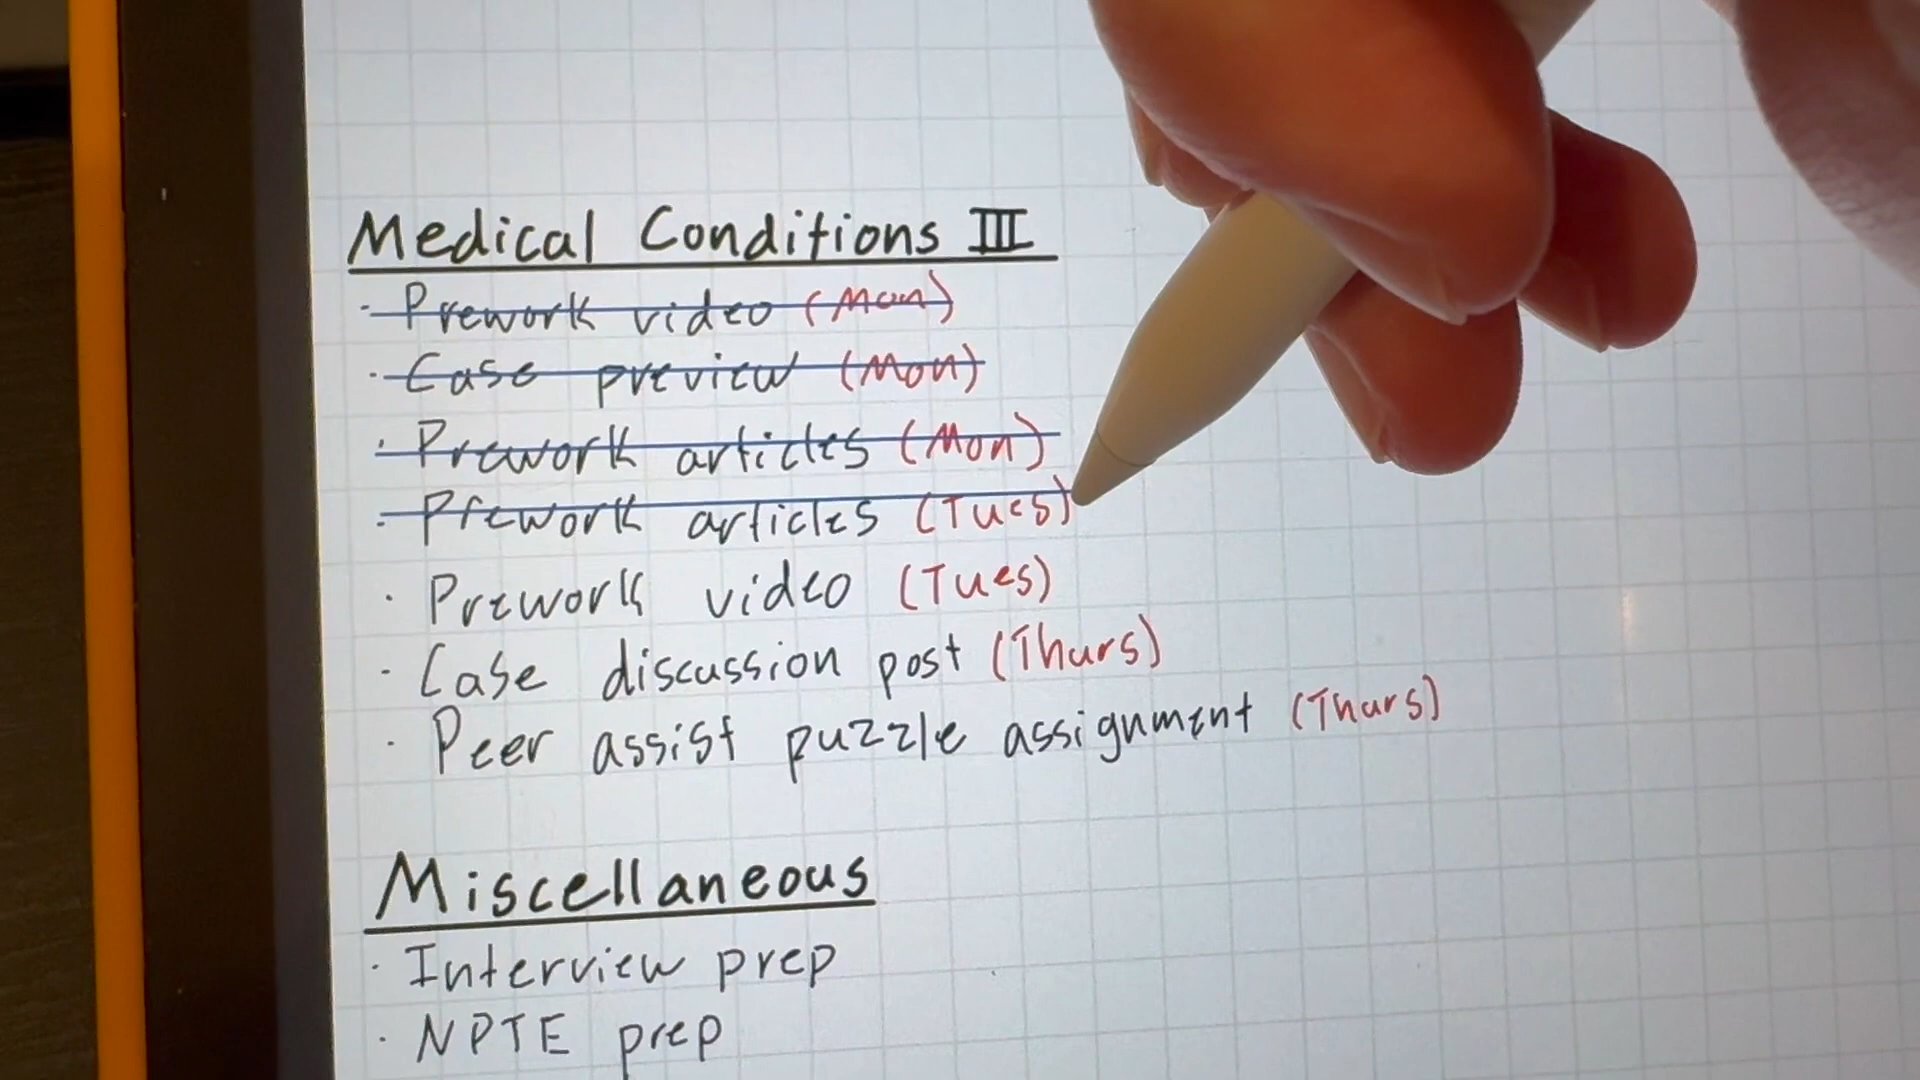 Medical Conditions III
· Prework video (Mon)
· Case preview (Mon)
· Prework articles (Mon)
· Prework articles (Tues)
· Prework video (Tues)
· Case discussion post (Thurs)
· Peer assist puzzle assignment (Thurs)
Miscellaneous
· Interview prep
· NPTE prep